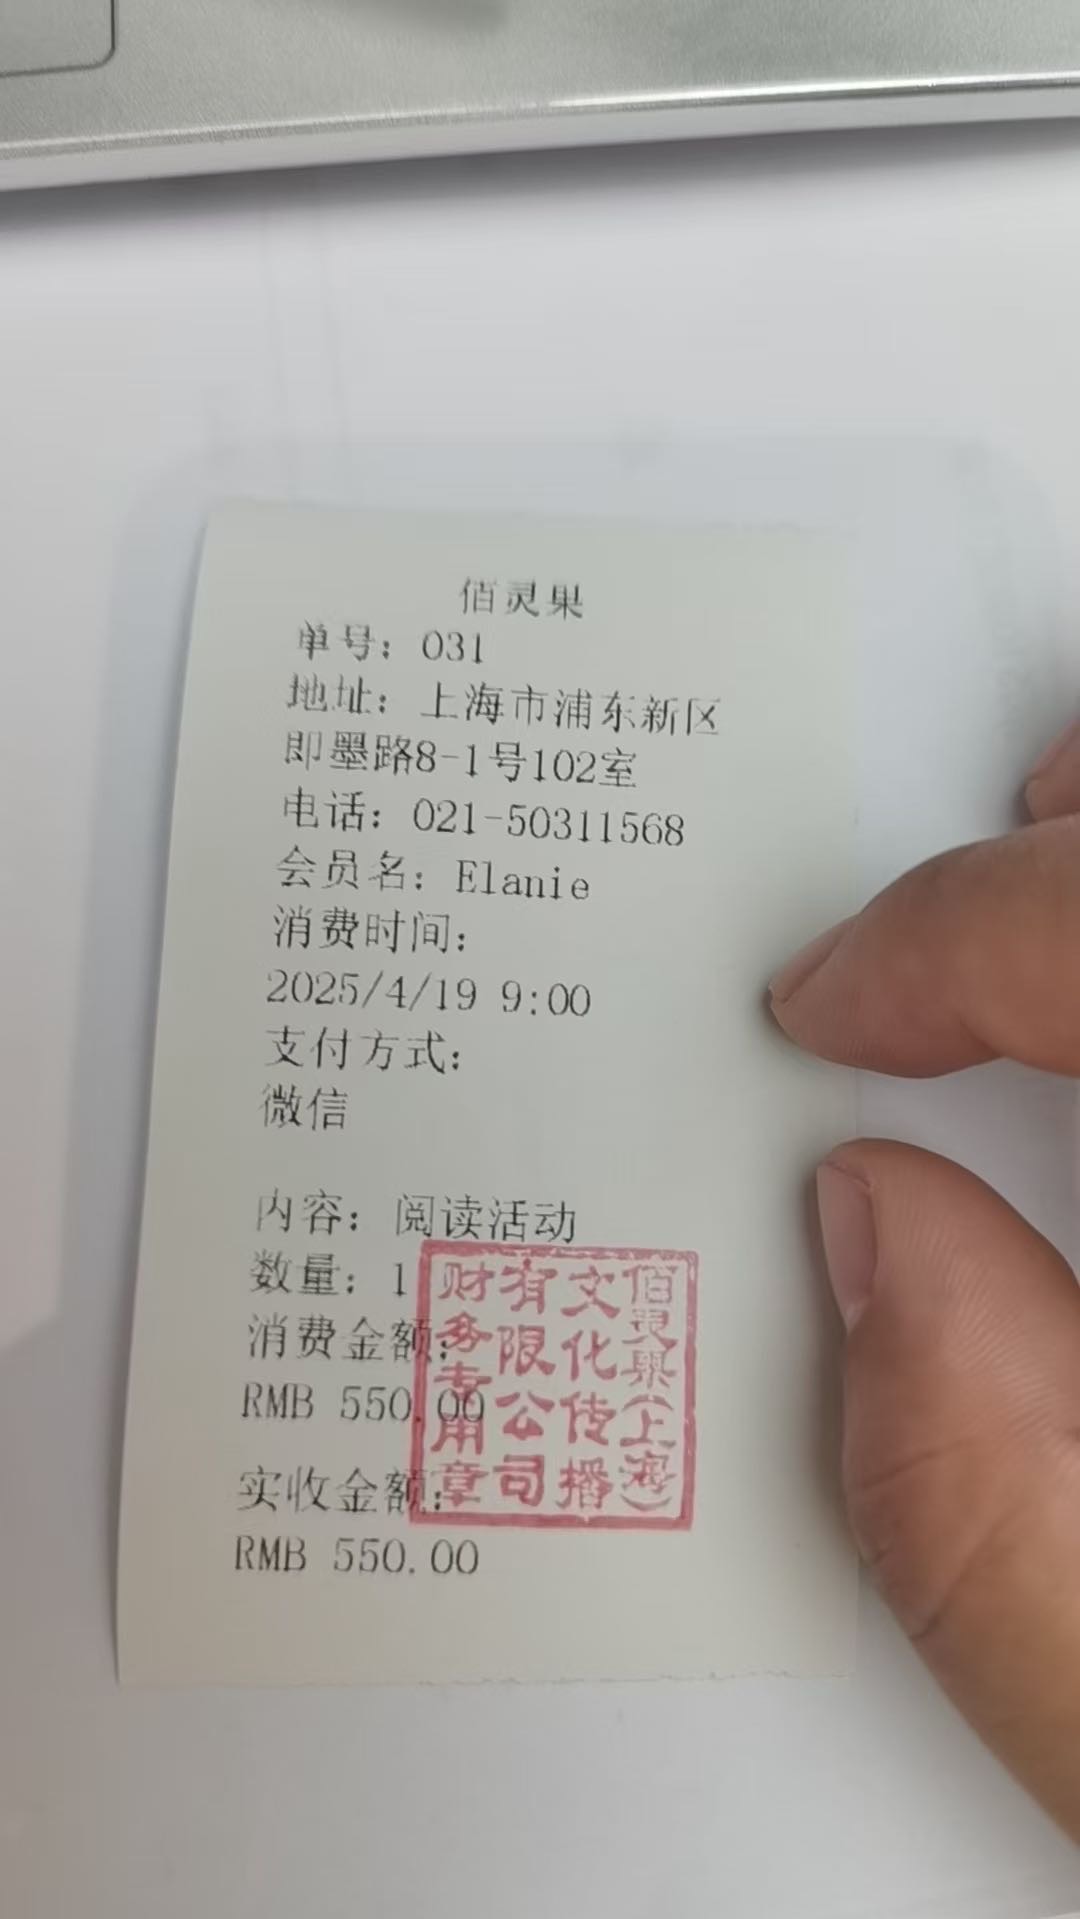 佰灵果
单号：031
地址：上海市浦东新区
即墨路8-1号102室
电话：021-50311568
会员名：Elanie
消费时间：
2025/4/19 9:00
支付方式：
微信
内容：阅读活动
数量：1
消费金额：
RMB 550.00
实收金额：
RMB 550.00
佰灵果（上海）
文化传播
有限公司
财务专用章